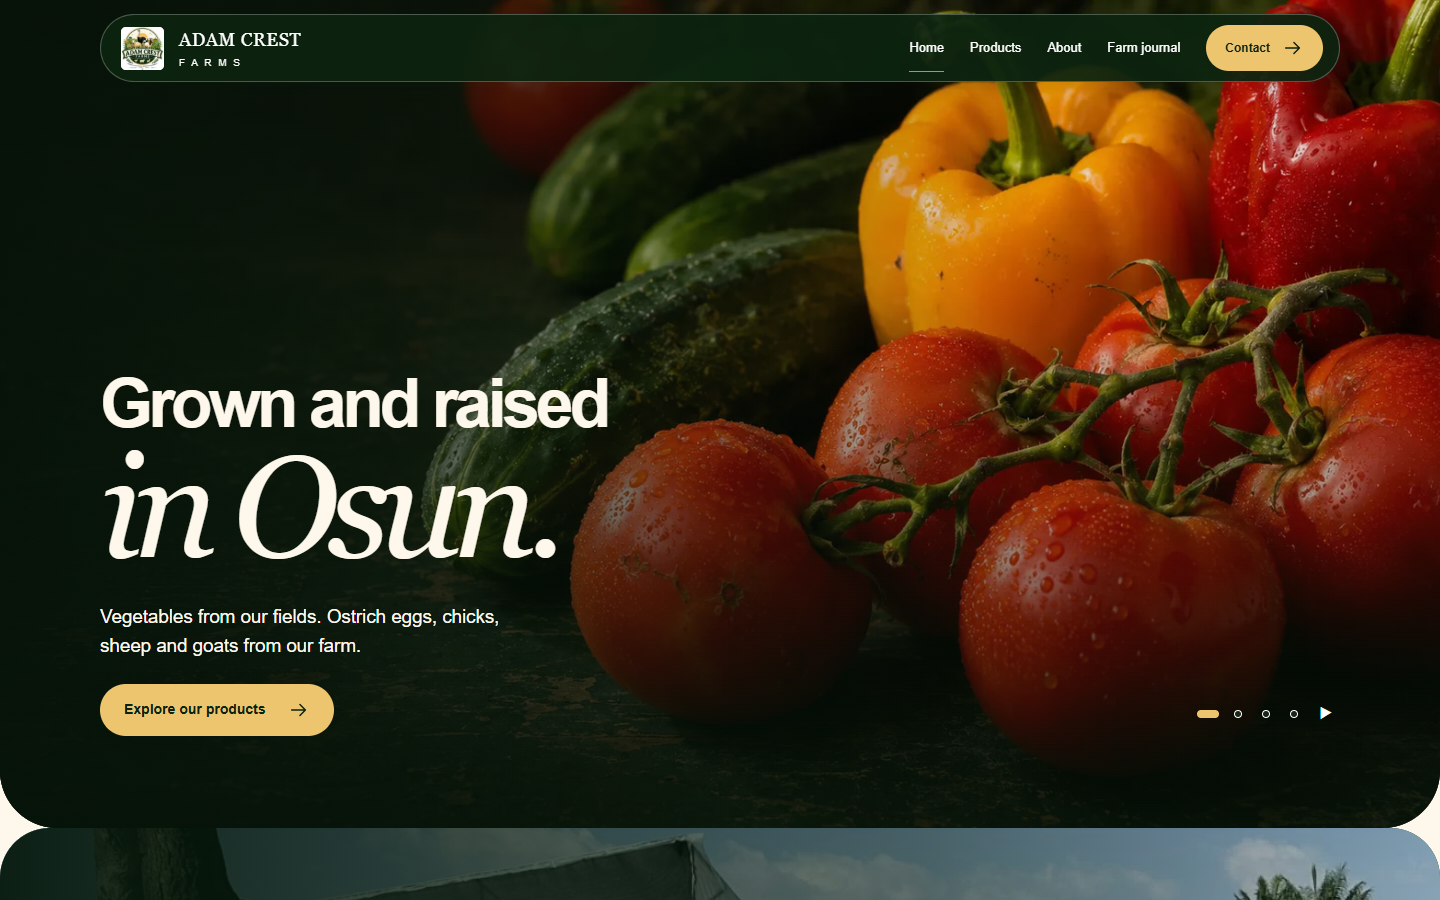 ADAM CREST
FARMS
Home
Products
About
Farm journal
Contact
Grown and raised
in Osun.
Vegetables from our fields. Ostrich eggs, chicks,
sheep and goats from our farm.
Explore our products